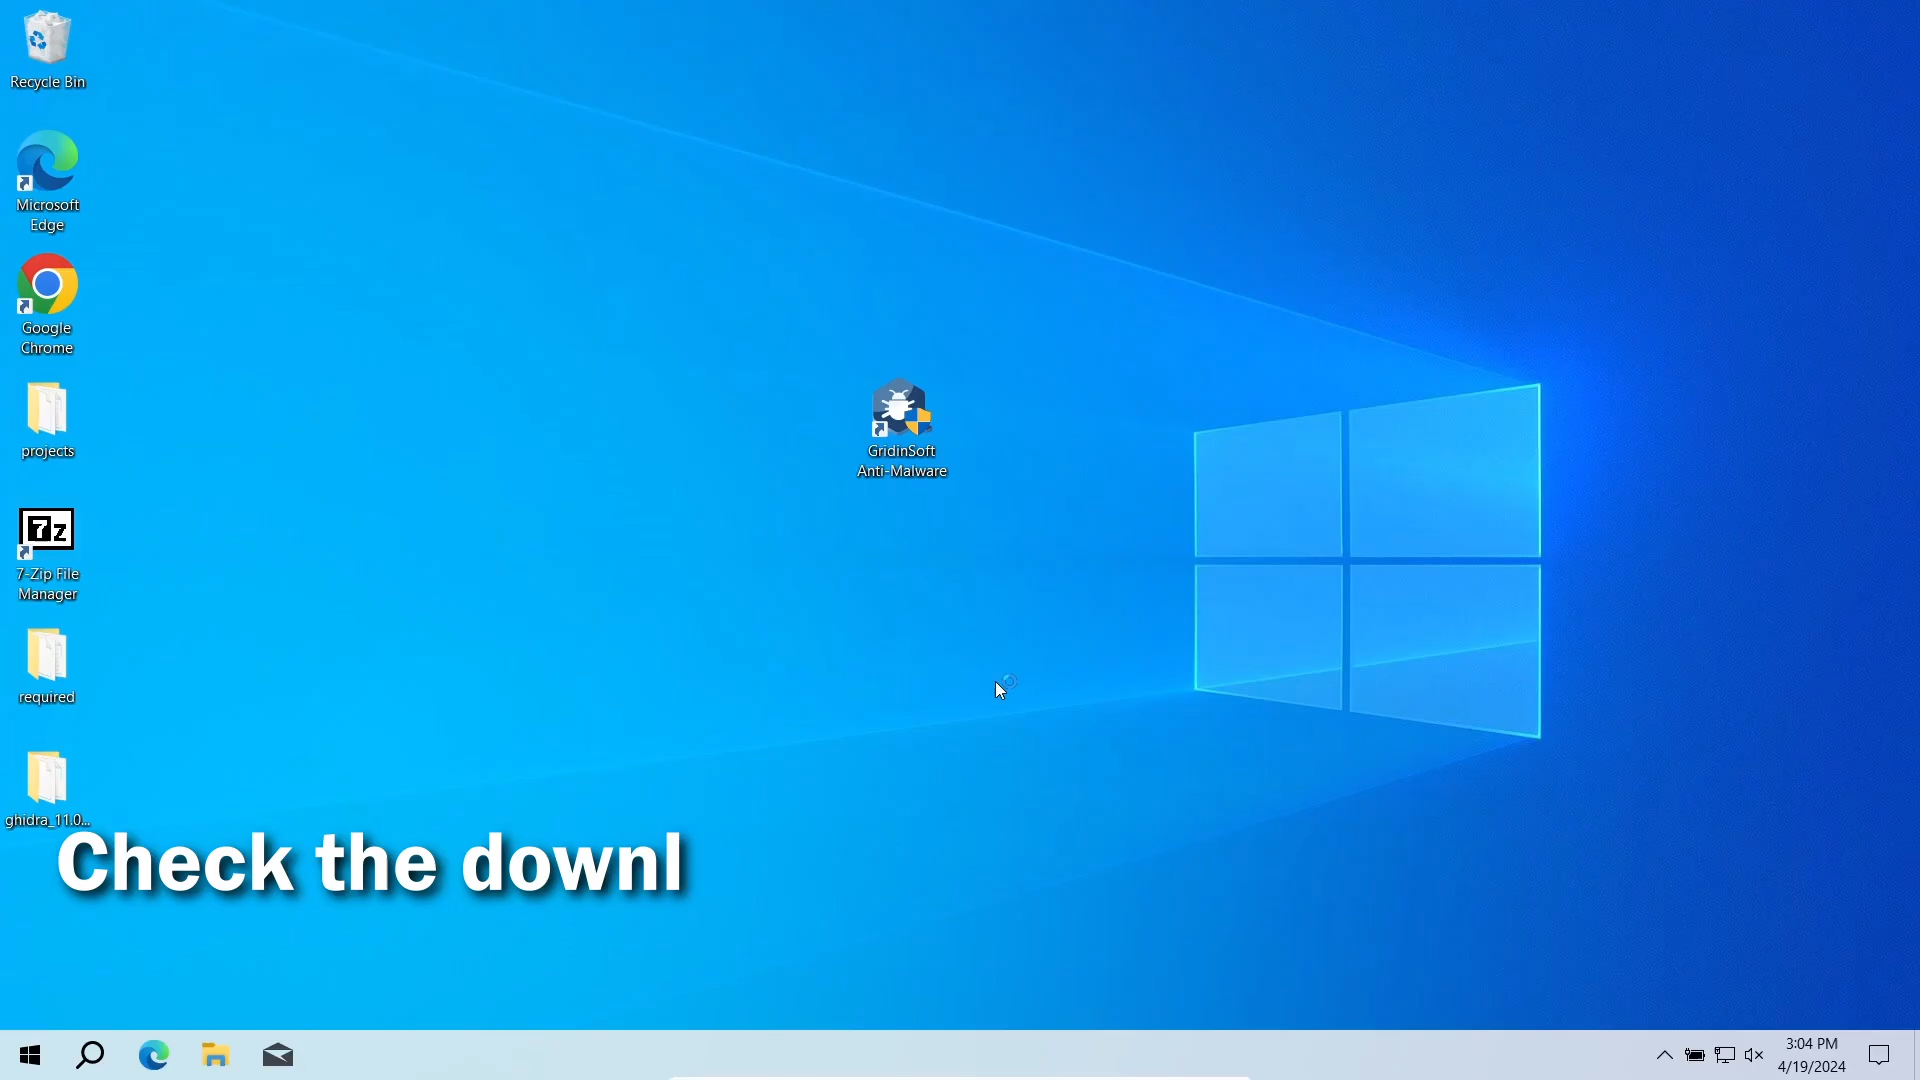 Recycle Bin
Microsoft
Edge
Google
Chrome
projects
7z
7-Zip File
Manager
required
ghidra_11.0...
GridinSoft
Anti-Malware
Check the downl
3:04 PM
4/19/2024